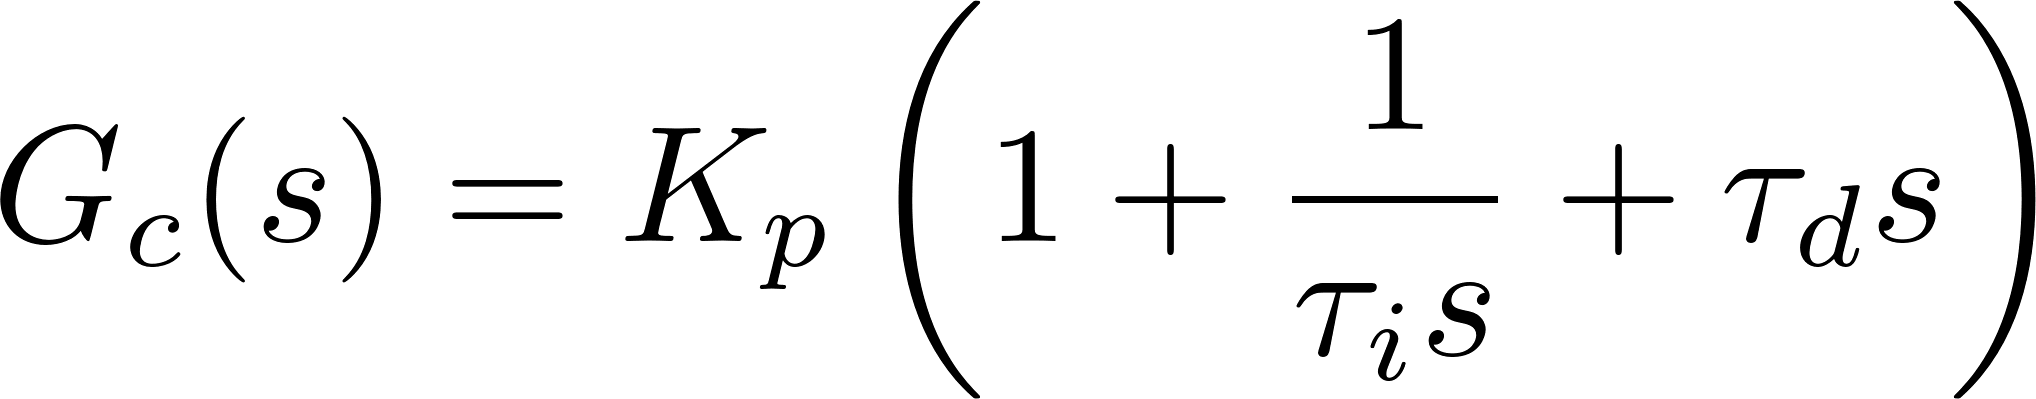 G_c(s) = K_p \left( 1 + \frac{1}{\tau_i s} + \tau_d s \right)